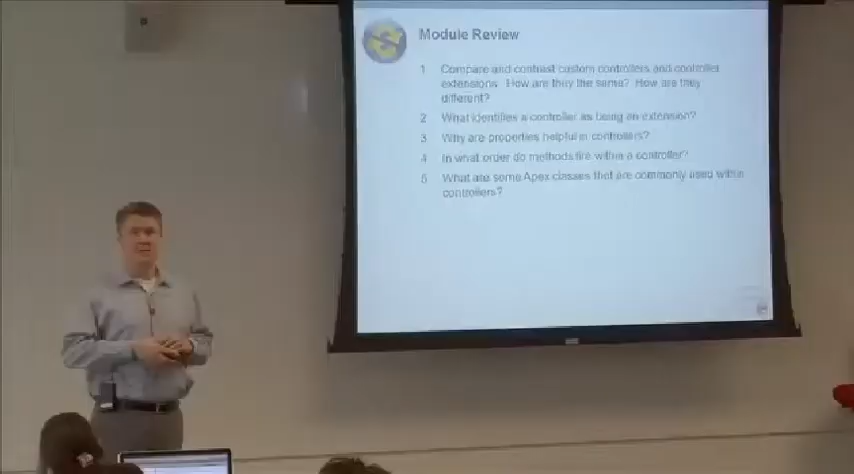 Module Review
1 Compare and contrast custom controllers and controller
extensions. How are they the same? How are they
different?
2 What identifies a controller as being an extension?
3 Why are properties helpful in controllers?
4 In what order do methods fire within a controller?
5 What are some Apex classes that are commonly used within
controllers?